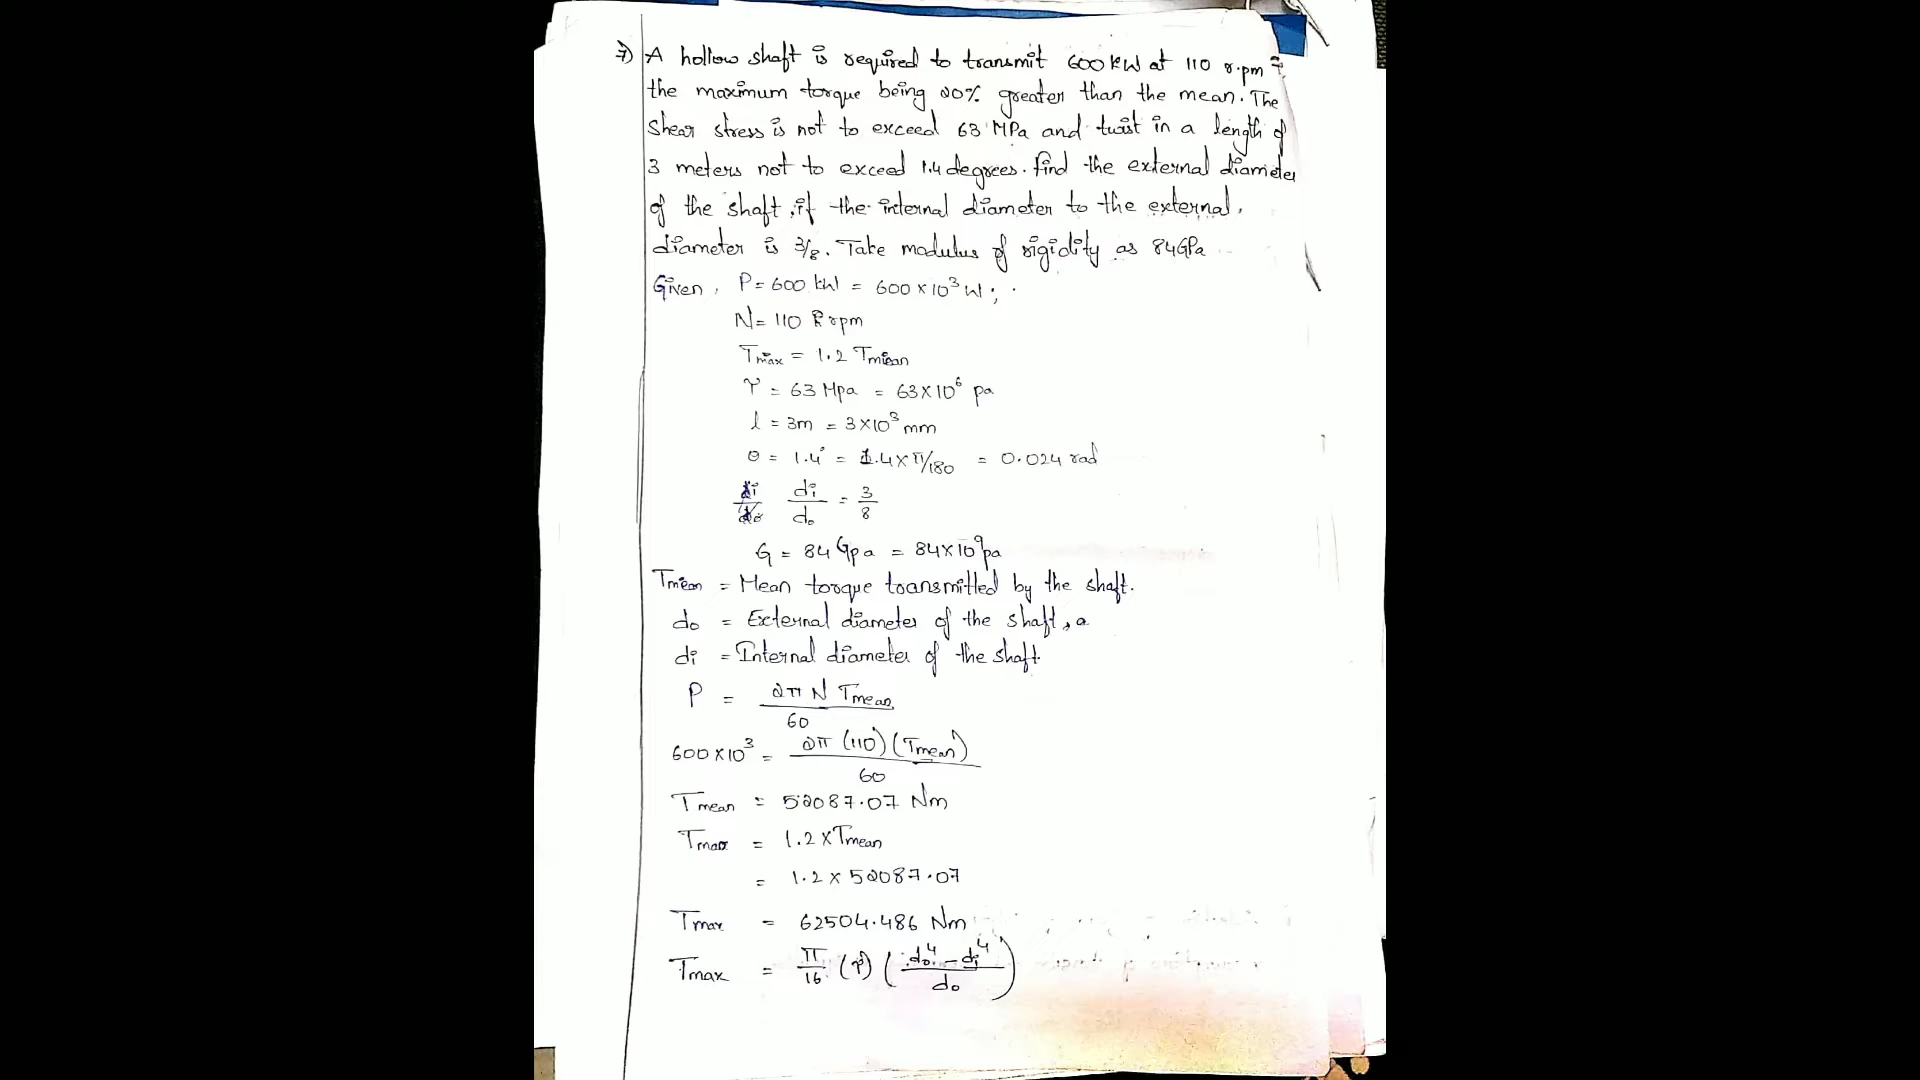 7) A hollow shaft is required to transmit 600 kW at 110 r.pm
the maximum torque being 20% greater than the mean. The
shear stress is not to exceed 63 MPa and twist in a length of
3 meters not to exceed 1.4 degrees. find the external diameter
of the shaft, if the internal diameter to the external
diameter is 3/8. Take modulus of rigidity as 84GPa
Given, P = 600 kW = 600 × 10³ W;
N = 110 rpm
Tmax = 1.2 Tmean
τ = 63 Mpa = 63×10⁶ pa
l = 3m = 3×10³ mm
θ = 1.4° = 1.4×π/180 = 0.024 rad
di/do = 3/8
G = 84 Gpa = 84×10⁹ pa
Tmean = Mean torque transmitted by the shaft.
do = External diameter of the shaft, a
di = Internal diameter of the shaft.
P = 2πN Tmean / 60
600×10³ = 2π (110) (Tmean) / 60
Tmean = 52087.07 Nm
Tmax = 1.2 × Tmean
= 1.2 × 52087.07
Tmax = 62504.486 Nm
Tmax = π/16 (τ) ( do⁴ - di⁴ / do )